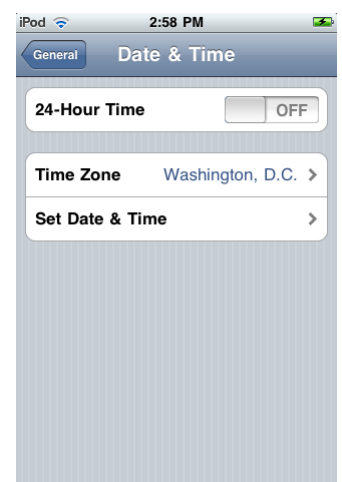 iPod 2:58 PM
General Date & Time
24-Hour Time OFF
Time Zone Washington, D.C.
Set Date & Time